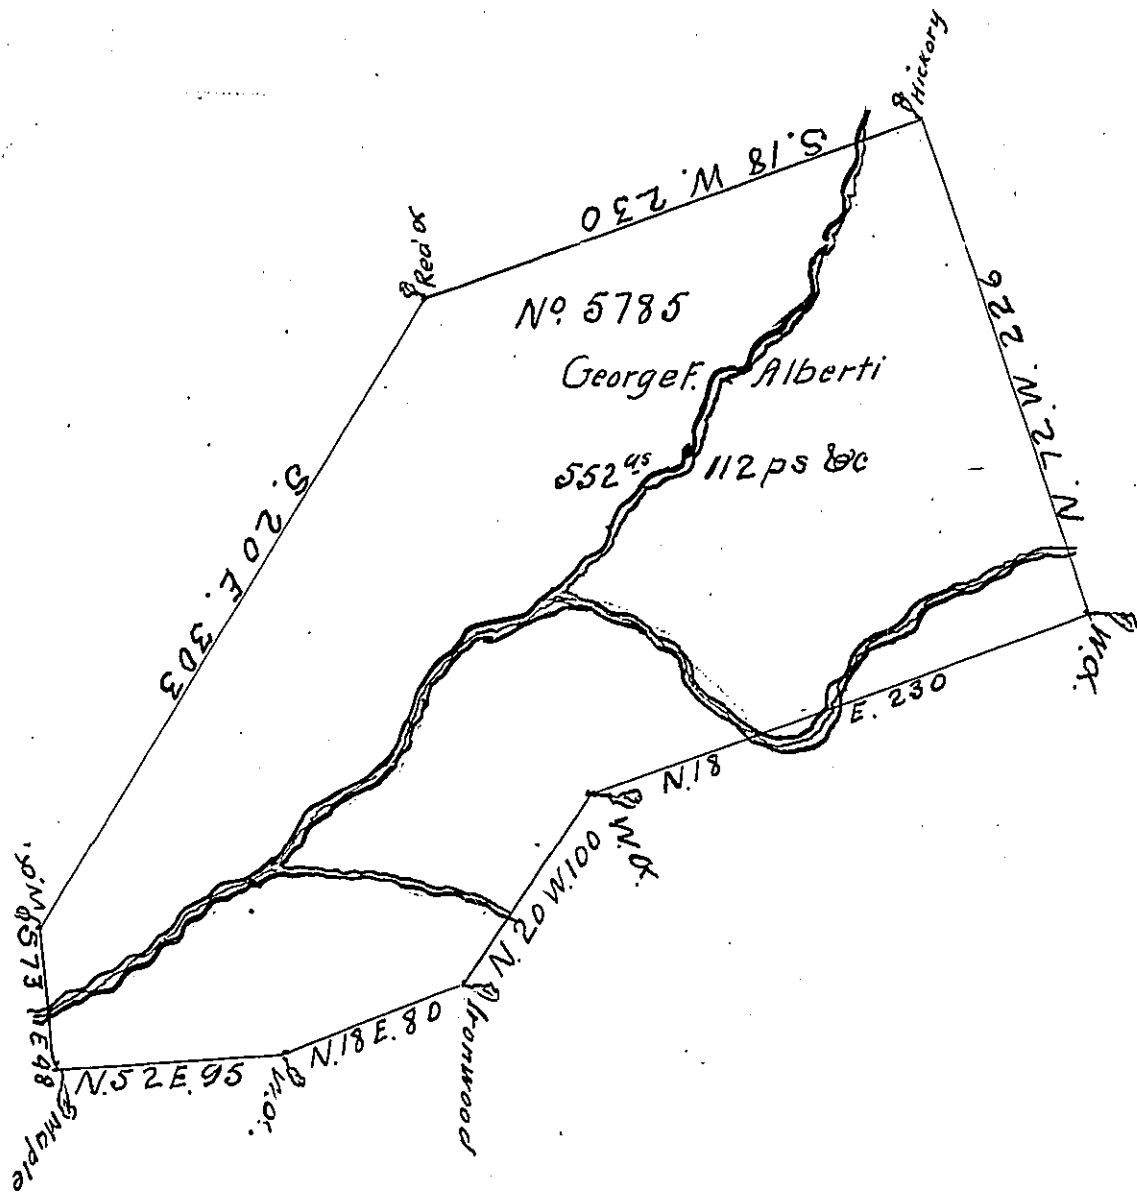 Hickory
S. 18 W. 230
Red o
Nº 5785
George F. Alberti
552 as 112 ps &c
N. 72 W. 226
S. 20 E. 303
W.O.
N. 18 E. 230
W.O.
N. 20 W. 100
W.O.
S 73 E 48
Ironwood
N. 18 E. 80
N. 52 E. 95
W.O.
Maple